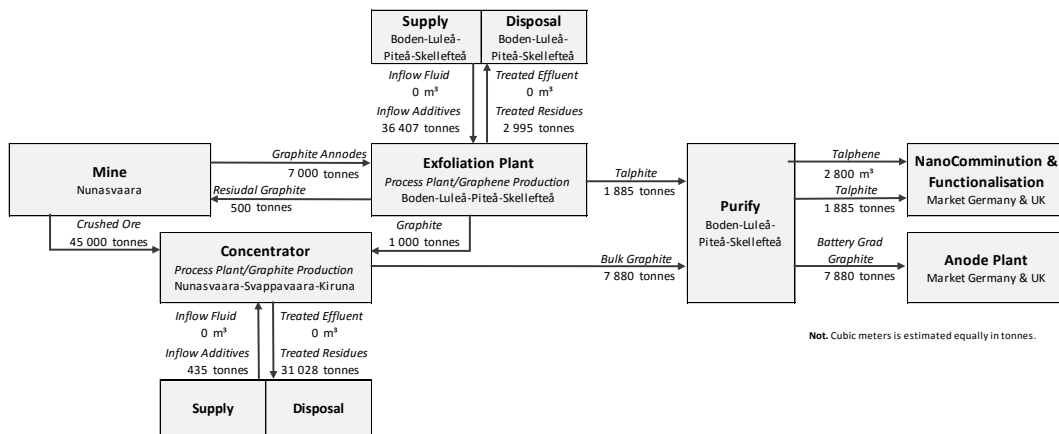 Supply
Boden-Luleå-
Piteå-Skellefteå
Disposal
Boden-Luleå-
Piteå-Skellefteå
Inflow Fluid
0 m³
Inflow Additives
36 407 tonnes
Treated Effluent
0 m³
Treated Residues
2 995 tonnes
Mine
Nunasvaara
Graphite Annodes
7 000 tonnes
Resiudal Graphite
500 tonnes
Exfoliation Plant
Process Plant/Graphene Production
Boden-Luleå-Piteå-Skellefteå
Talphite
1 885 tonnes
Purify
Boden-Luleå-
Piteå-Skellefteå
Talphene
2 800 m³
Talphite
1 885 tonnes
NanoComminution &
Functionalisation
Market Germany & UK
Crushed Ore
45 000 tonnes
Graphite
1 000 tonnes
Concentrator
Process Plant/Graphite Production
Nunasvaara-Svappavaara-Kiruna
Bulk Graphite
7 880 tonnes
Battery Grad
Graphite
7 880 tonnes
Anode Plant
Market Germany & UK
Inflow Fluid
0 m³
Inflow Additives
435 tonnes
Treated Effluent
0 m³
Treated Residues
31 028 tonnes
Not. Cubic meters is estimated equally in tonnes.
Supply
Disposal